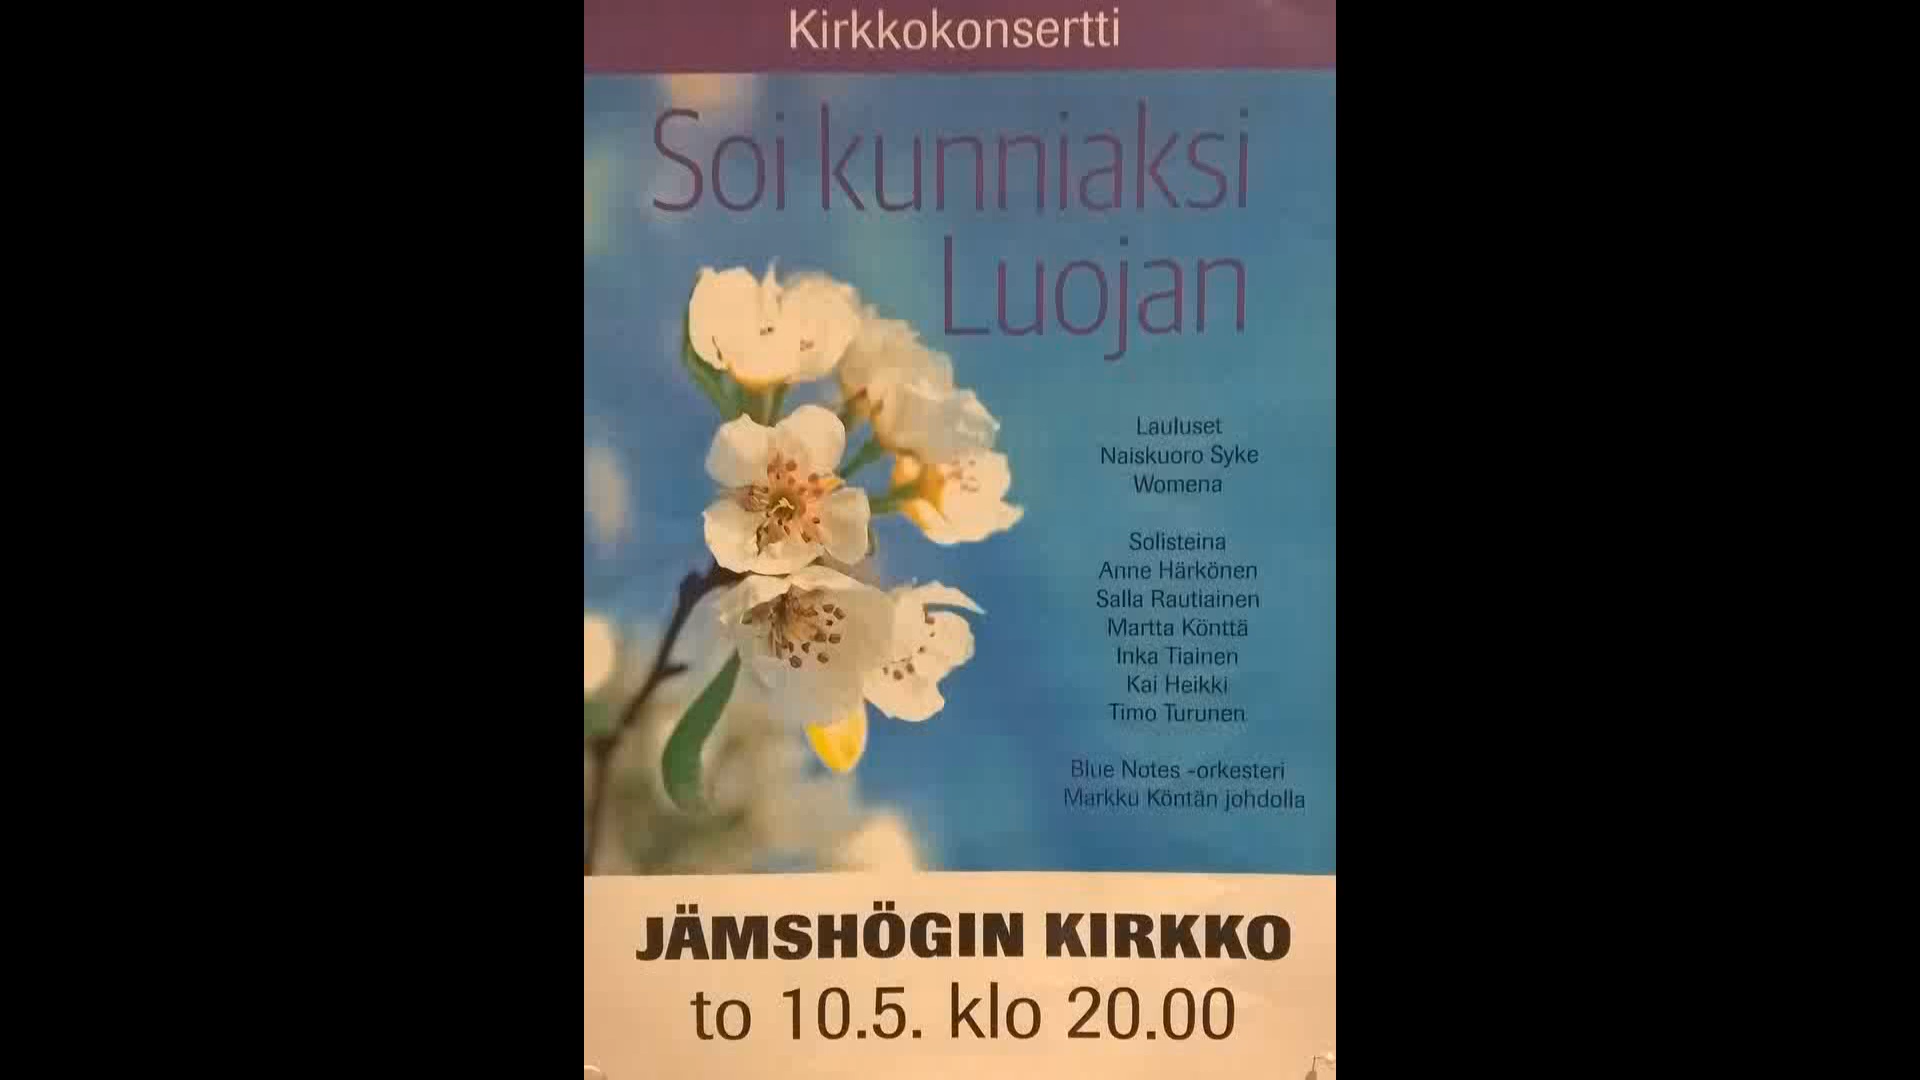 Kirkkokonsertti
Soi kunniaksi
Luojan
Lauluset
Naiskuoro Syke
Womena
Solisteina
Anne Härkönen
Salla Rautiainen
Martta Könttä
Inka Tiainen
Kai Heikki
Timo Turunen
Blue Notes -orkesteri
Markku Köntän johdolla
JÄMSHÖGIN KIRKKO
to 10.5. klo 20.00